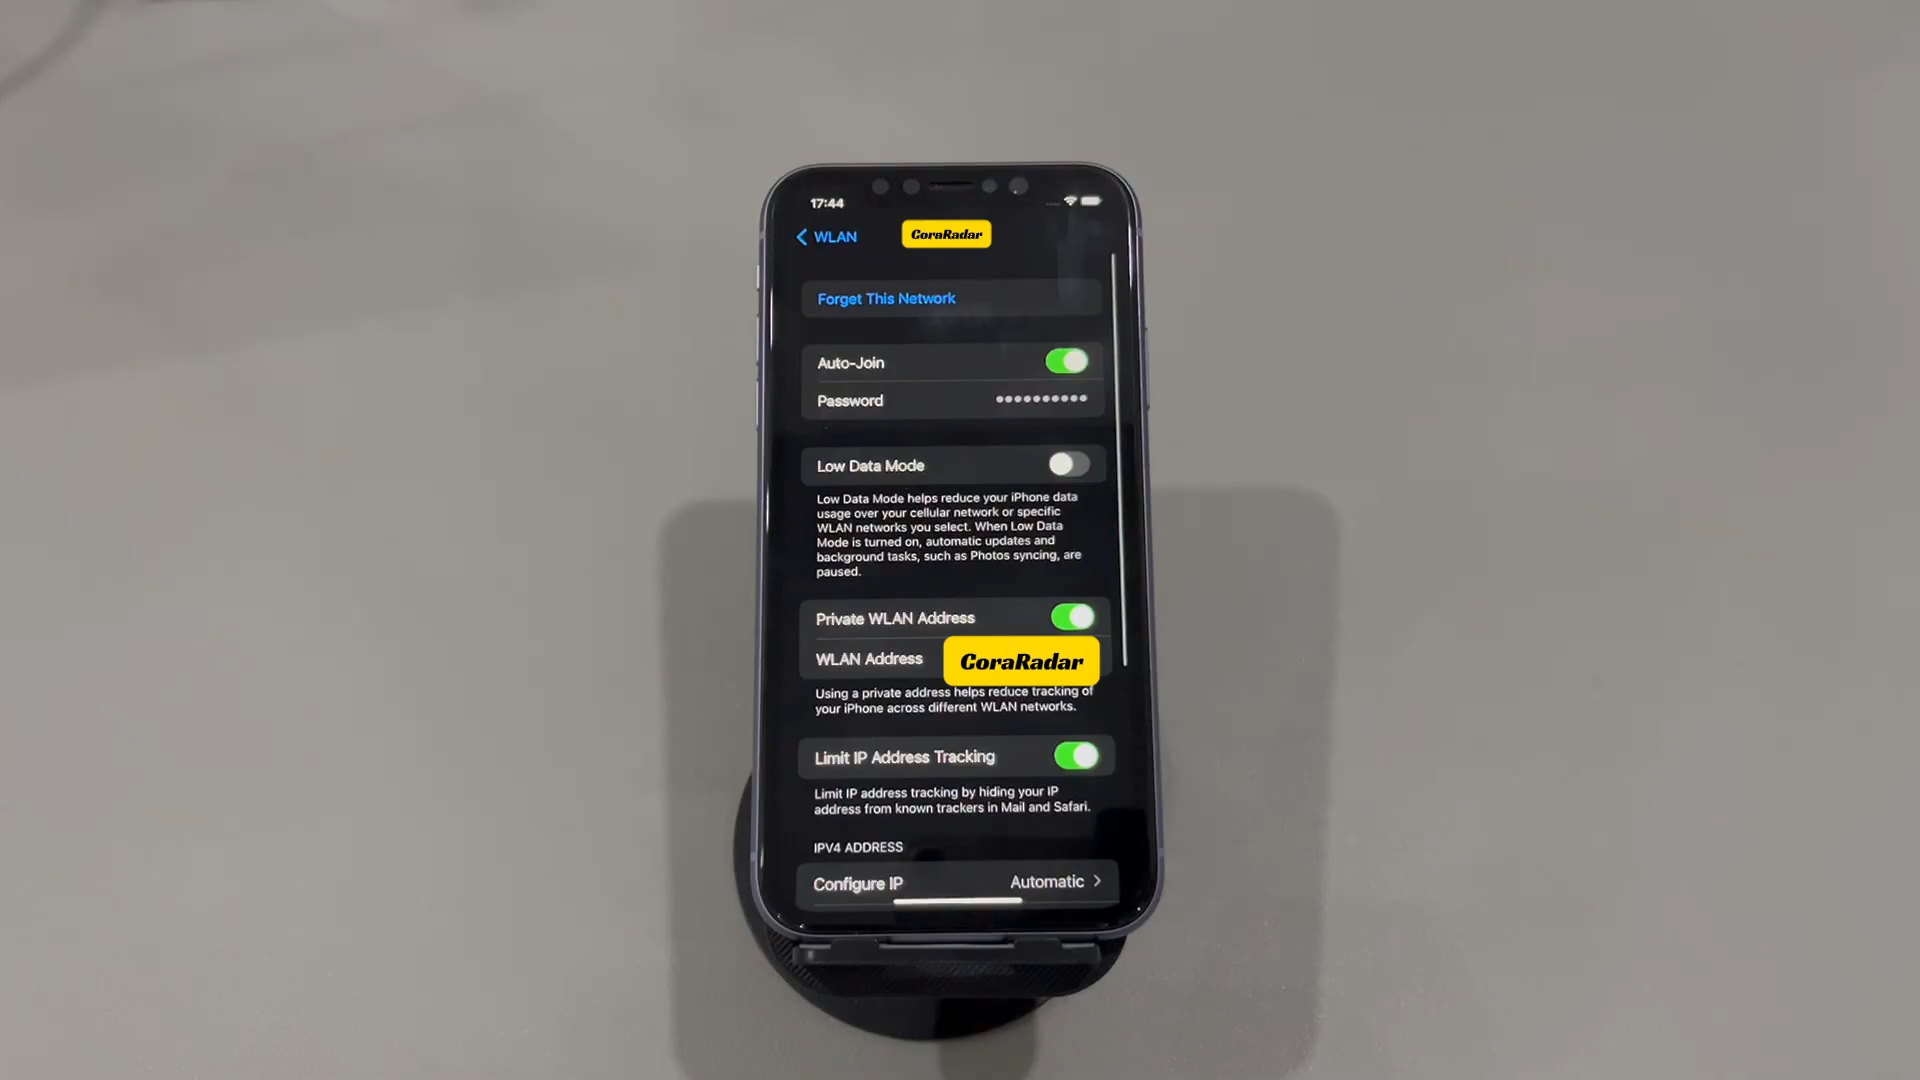 17:44
WLAN
CoraRadar
Forget This Network
Auto-Join
Password ••••••••••
Low Data Mode
Low Data Mode helps reduce your iPhone data
usage over your cellular network or specific
WLAN networks you select. When Low Data
Mode is turned on, automatic updates and
background tasks, such as Photos syncing, are
paused.
Private WLAN Address
WLAN Address CoraRadar
Using a private address helps reduce tracking of
your iPhone across different WLAN networks.
Limit IP Address Tracking
Limit IP address tracking by hiding your IP
address from known trackers in Mail and Safari.
IPV4 ADDRESS
Configure IP Automatic